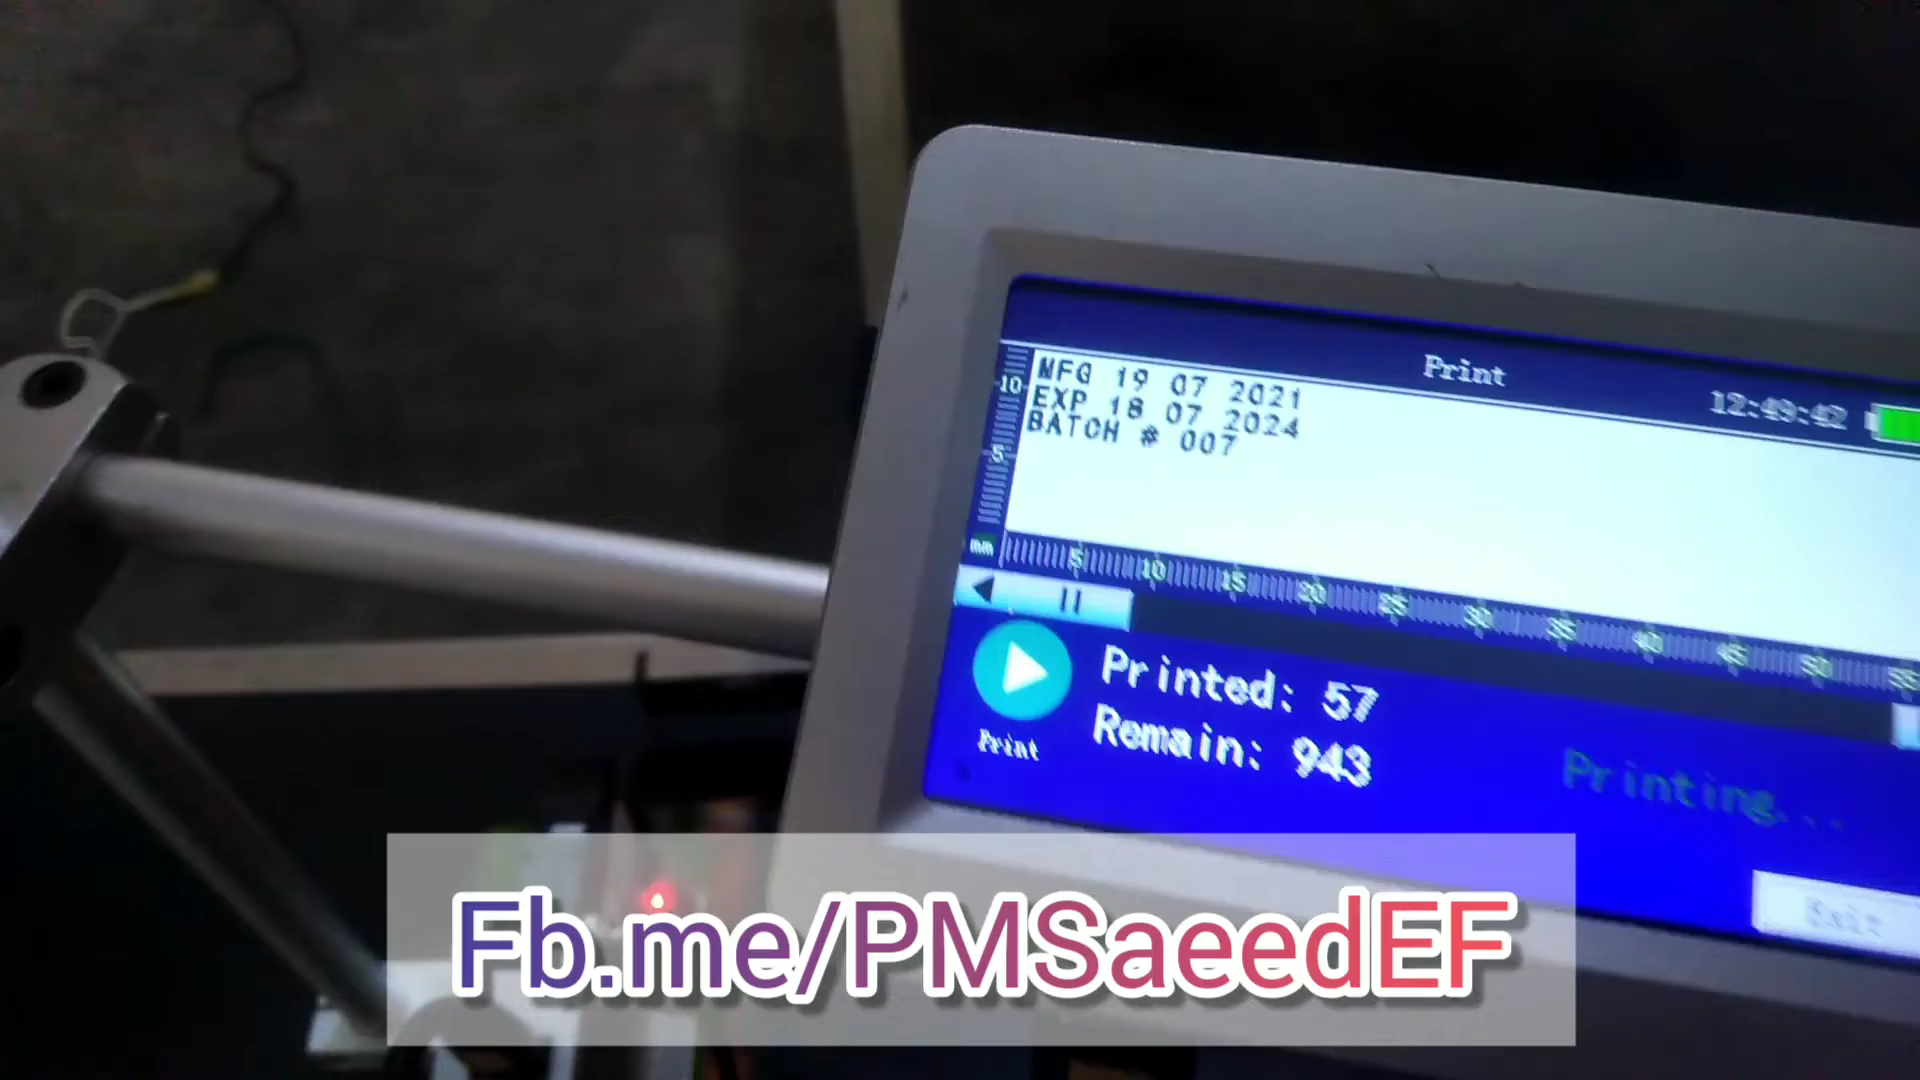 Print
12:49:42
10
MFG 19 07 2021
EXP 18 07 2024
BATCH # 007
5
mm
5 10 15 20 25 30 35 40 45 50 55
Printed: 57
Remain: 943
Print
Printing...
Exit
Fb.me/PMSaeedEF